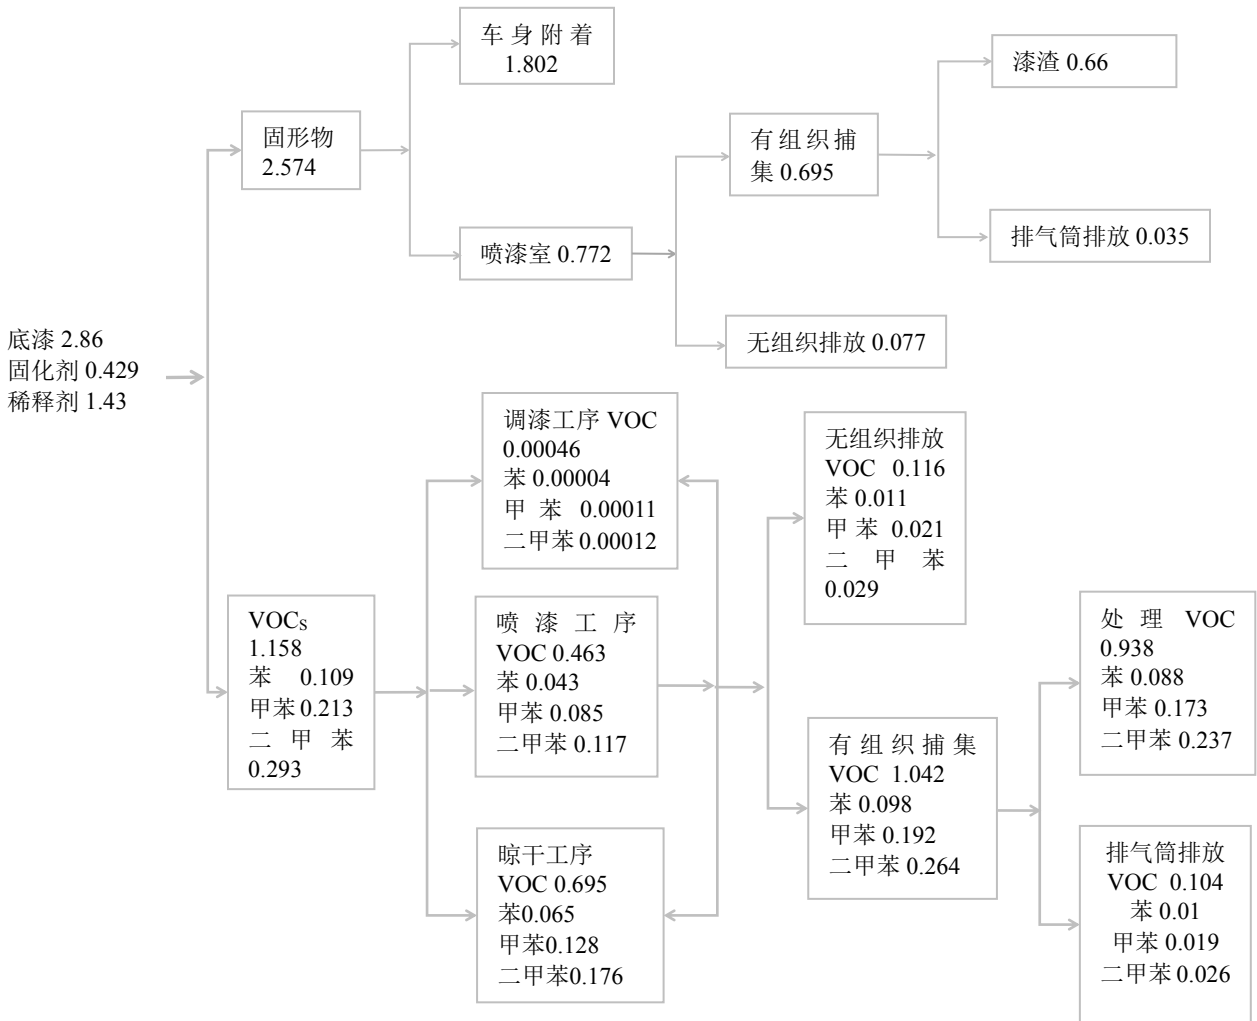 车身附着
1.802
漆渣 0.66
固形物
2.574
有组织捕
集 0.695
喷漆室 0.772
排气筒排放 0.035
无组织排放 0.077
底漆 2.86
固化剂 0.429
稀释剂 1.43
调漆工序 VOC
0.00046
苯 0.00004
甲苯 0.00011
二甲苯 0.00012
无组织排放
VOC 0.116
苯 0.011
甲苯 0.021
二甲苯
0.029
VOCs
1.158
苯 0.109
甲苯 0.213
二甲苯
0.293
喷漆工序
VOC 0.463
苯 0.043
甲苯 0.085
二甲苯 0.117
处理 VOC
0.938
苯 0.088
甲苯 0.173
二甲苯 0.237
有组织捕集
VOC 1.042
苯 0.098
甲苯 0.192
二甲苯 0.264
晾干工序
VOC 0.695
苯0.065
甲苯0.128
二甲苯0.176
排气筒排放
VOC 0.104
苯 0.01
甲苯 0.019
二甲苯 0.026